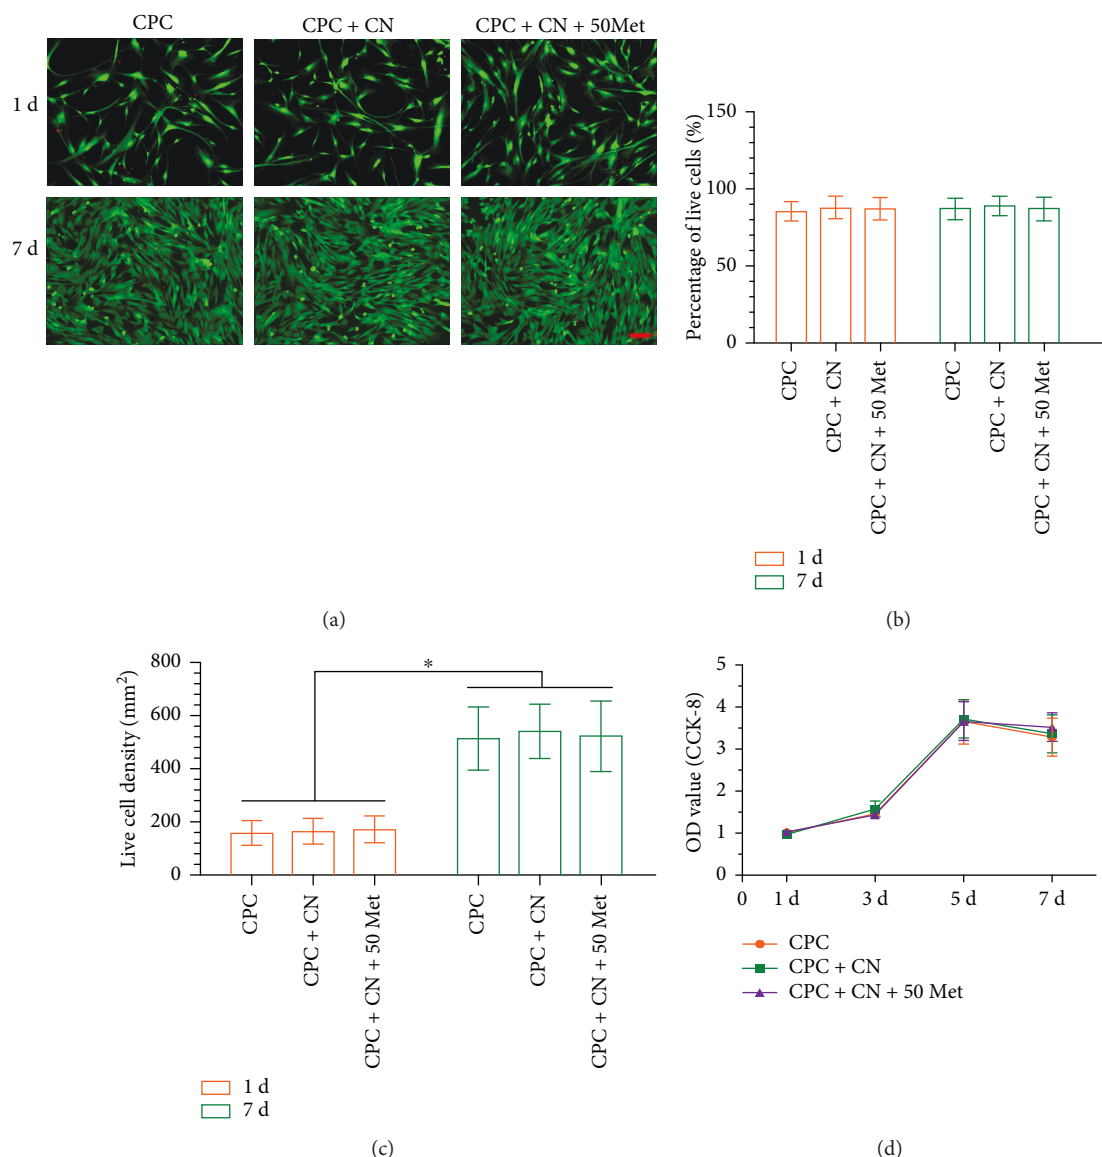 CPC
CPC + CN
CPC + CN + 50Met
1 d
7 d
(a)
Percentage of live cells (%)
150
100
50
0
CPC
CPC + CN
CPC + CN + 50 Met
CPC
CPC + CN
CPC + CN + 50 Met
1 d
7 d
(b)
Live cell density (mm²)
800
600
400
200
0
*
CPC
CPC + CN
CPC + CN + 50 Met
CPC
CPC + CN
CPC + CN + 50 Met
1 d
7 d
(c)
OD value (CCK-8)
5
4
3
2
1
0
0
1 d
3 d
5 d
7 d
CPC
CPC + CN
CPC + CN + 50 Met
(d)